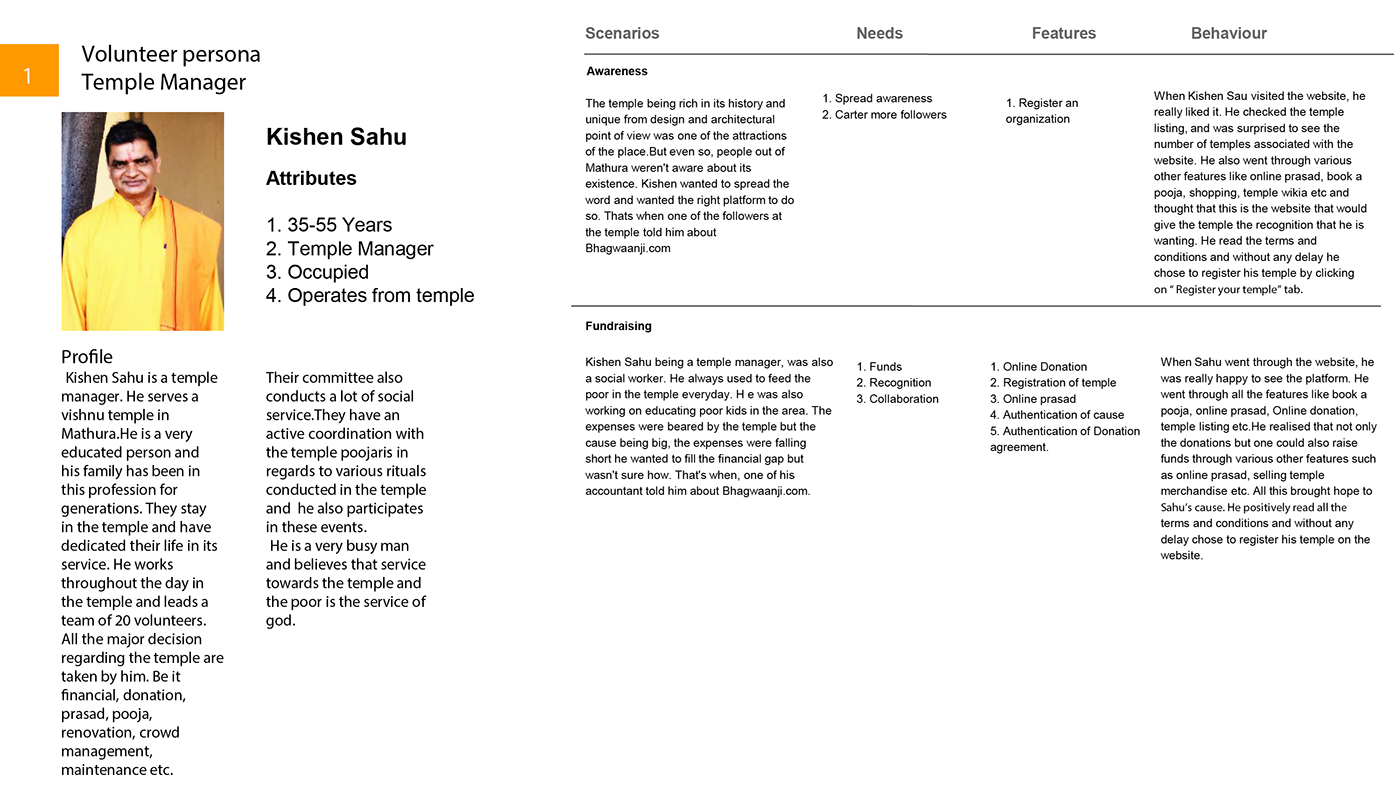 1
Volunteer persona
Temple Manager
Kishen Sahu
Attributes
1. 35-55 Years
2. Temple Manager
3. Occupied
4. Operates from temple
Profile
Kishen Sahu is a temple
manager. He serves a
vishnu temple in
Mathura.He is a very
educated person and
his family has been in
this profession for
generations. They stay
in the temple and have
dedicated their life in its
service. He works
throughout the day in
the temple and leads a
team of 20 volunteers.
All the major decision
regarding the temple are
taken by him. Be it
financial, donation,
prasad, pooja,
renovation, crowd
management,
maintenance etc.
Their committee also
conducts a lot of social
service.They have an
active coordination with
the temple poojaris in
regards to various rituals
conducted in the temple
and he also participates
in these events.
He is a very busy man
and believes that service
towards the temple and
the poor is the service of
god.
Scenarios
Needs
Features
Behaviour
Awareness
The temple being rich in its history and
unique from design and architectural
point of view was one of the attractions
of the place.But even so, people out of
Mathura weren't aware about its
existence. Kishen wanted to spread the
word and wanted the right platform to do
so. Thats when one of the followers at
the temple told him about
Bhagwaanji.com
1. Spread awareness
2. Carter more followers
1. Register an
organization
When Kishen Sau visited the website, he
really liked it. He checked the temple
listing, and was surprised to see the
number of temples associated with the
website. He also went through various
other features like online prasad, book a
pooja, shopping, temple wikia etc and
thought that this is the website that would
give the temple the recognition that he is
wanting. He read the terms and
conditions and without any delay he
chose to register his temple by clicking
on “ Register your temple” tab.
Fundraising
Kishen Sahu being a temple manager, was also
a social worker. He always used to feed the
poor in the temple everyday. H e was also
working on educating poor kids in the area. The
expenses were beared by the temple but the
cause being big, the expenses were falling
short he wanted to fill the financial gap but
wasn't sure how. That's when, one of his
accountant told him about Bhagwaanji.com.
1. Funds
2. Recognition
3. Collaboration
1. Online Donation
2. Registration of temple
3. Online prasad
4. Authentication of cause
5. Authentication of Donation
agreement.
When Sahu went through the website, he
was really happy to see the platform. He
went through all the features like book a
pooja, online prasad, Online donation,
temple listing etc.He realised that not only
the donations but one could also raise
funds through various other features such
as online prasad, selling temple
merchandise etc. All this brought hope to
Sahu’s cause. He positively read all the
terms and conditions and without any
delay chose to register his temple on the
website.